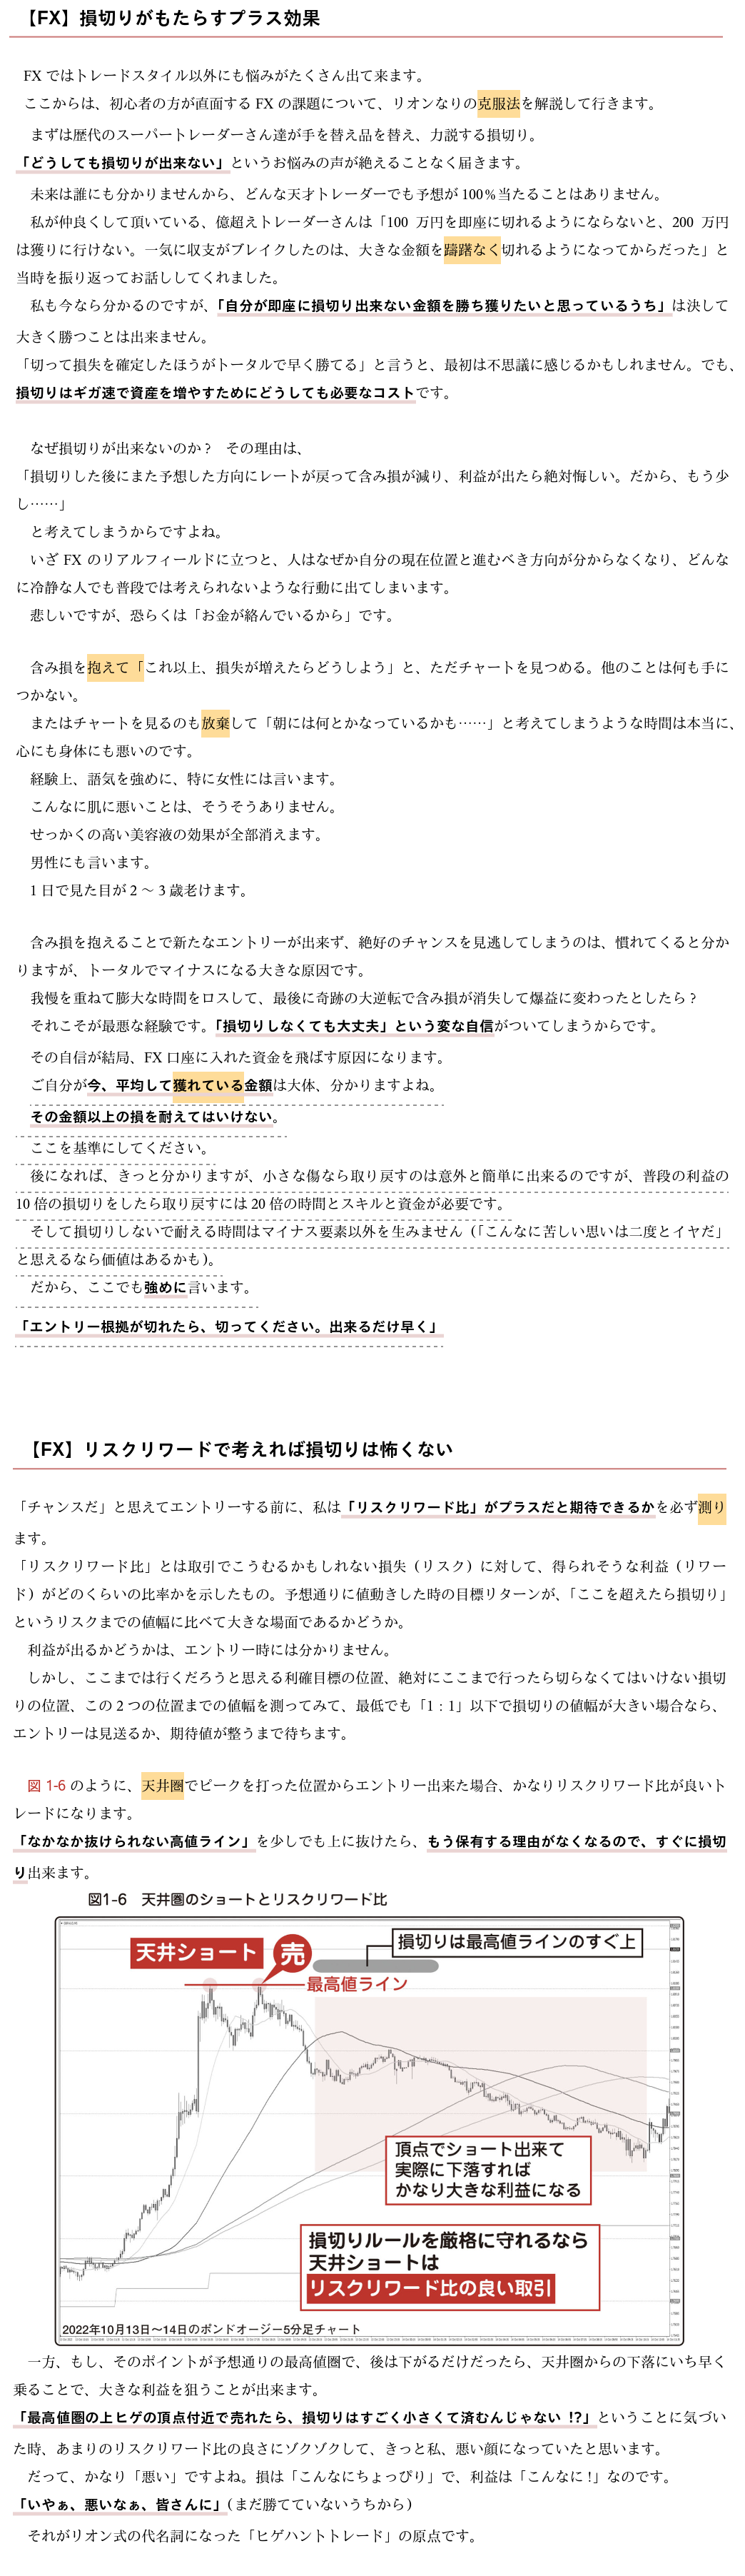 【FX】損切りがもたらすプラス効果
FX ではトレードスタイル以外にも悩みがたくさん出て来ます。
ここからは、初心者の方が直面する FX の課題について、リオンなりの克服法を解説して行きます。
まずは歴代のスーパートレーダーさん達が手を替え品を替え、力説する損切り。
「どうしても損切りが出来ない」というお悩みの声が絶えることなく届きます。
未来は誰にも分かりませんから、どんな天才トレーダーでも予想が 100％当たることはありません。
私が仲良くして頂いている、億超えトレーダーさんは「100 万円を即座に切れるようにならないと、200 万円
は獲りに行けない。一気に収支がブレイクしたのは、大きな金額を躊躇なく切れるようになってからだった」と
当時を振り返ってお話ししてくれました。
私も今なら分かるのですが、「自分が即座に損切り出来ない金額を勝ち獲りたいと思っているうち」は決して
大きく勝つことは出来ません。
「切って損失を確定したほうがトータルで早く勝てる」と言うと、最初は不思議に感じるかもしれません。でも、
損切りはギガ速で資産を増やすためにどうしても必要なコストです。
なぜ損切りが出来ないのか？　その理由は、
「損切りした後にまた予想した方向にレートが戻って含み損が減り、利益が出たら絶対悔しい。だから、もう少
し……」
と考えてしまうからですよね。
いざ FX のリアルフィールドに立つと、人はなぜか自分の現在位置と進むべき方向が分からなくなり、どんな
に冷静な人でも普段では考えられないような行動に出てしまいます。
悲しいですが、恐らくは「お金が絡んでいるから」です。
含み損を抱えて「これ以上、損失が増えたらどうしよう」と、ただチャートを見つめる。他のことは何も手に
つかない。
またはチャートを見るのも放棄して「朝には何とかなっているかも……」と考えてしまうような時間は本当に、
心にも身体にも悪いのです。
経験上、語気を強めに、特に女性には言います。
こんなに肌に悪いことは、そうそうありません。
せっかくの高い美容液の効果が全部消えます。
男性にも言います。
1 日で見た目が 2 〜 3 歳老けます。
含み損を抱えることで新たなエントリーが出来ず、絶好のチャンスを見逃してしまうのは、慣れてくると分か
りますが、トータルでマイナスになる大きな原因です。
我慢を重ねて膨大な時間をロスして、最後に奇跡の大逆転で含み損が消失して爆益に変わったとしたら？
それこそが最悪な経験です。「損切りしなくても大丈夫」という変な自信がついてしまうからです。
その自信が結局、FX 口座に入れた資金を飛ばす原因になります。
ご自分が今、平均して獲れている金額は大体、分かりますよね。
その金額以上の損を耐えてはいけない。
ここを基準にしてください。
後になれば、きっと分かりますが、小さな傷なら取り戻すのは意外と簡単に出来るのですが、普段の利益の
10 倍の損切りをしたら取り戻すには 20 倍の時間とスキルと資金が必要です。
そして損切りしないで耐える時間はマイナス要素以外を生みません（「こんなに苦しい思いは二度とイヤだ」
と思えるなら価値はあるかも）。
だから、ここでも強めに言います。
「エントリー根拠が切れたら、切ってください。出来るだけ早く」
【FX】リスクリワードで考えれば損切りは怖くない
「チャンスだ」と思えてエントリーする前に、私は「リスクリワード比」がプラスだと期待できるかを必ず測り
ます。
「リスクリワード比」とは取引でこうむるかもしれない損失（リスク）に対して、得られそうな利益（リワー
ド）がどのくらいの比率かを示したもの。予想通りに値動きした時の目標リターンが、「ここを超えたら損切り」
というリスクまでの値幅に比べて大きな場面であるかどうか。
利益が出るかどうかは、エントリー時には分かりません。
しかし、ここまでは行くだろうと思える利確目標の位置、絶対にここまで行ったら切らなくてはいけない損切
りの位置、この 2 つの位置までの値幅を測ってみて、最低でも「1：1」以下で損切りの値幅が大きい場合なら、
エントリーは見送るか、期待値が整うまで待ちます。
図 1-6 のように、天井圏でピークを打った位置からエントリー出来た場合、かなりリスクリワード比が良いト
レードになります。
「なかなか抜けられない高値ライン」を少しでも上に抜けたら、もう保有する理由がなくなるので、すぐに損切
り出来ます。
図1-6　天井圏のショートとリスクリワード比
天井ショート
売
損切りは最高値ラインのすぐ上
最高値ライン
頂点でショート出来て
実際に下落すれば
かなり大きな利益になる
損切りルールを厳格に守れるなら
天井ショートは
リスクリワード比の良い取引
2022年10月13日〜14日のポンドオージー5分足チャート
一方、もし、そのポイントが予想通りの最高値圏で、後は下がるだけだったら、天井圏からの下落にいち早く
乗ることで、大きな利益を狙うことが出来ます。
「最高値圏の上ヒゲの頂点付近で売れたら、損切りはすごく小さくて済むんじゃない !?」ということに気づい
た時、あまりのリスクリワード比の良さにゾクゾクして、きっと私、悪い顔になっていたと思います。
だって、かなり「悪い」ですよね。損は「こんなにちょっぴり」で、利益は「こんなに！」なのです。
「いやぁ、悪いなぁ、皆さんに」（まだ勝てていないうちから）
それがリオン式の代名詞になった「ヒゲハントトレード」の原点です。